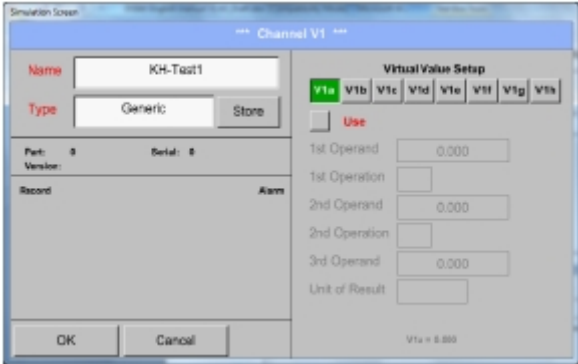 Simulation Screen
*** Channel V1 ***
Name
KH-Test1
Type
Generic
Store
Part: 0
Serial: 0
Version:
Record
Alarm
OK
Cancel
Virtual Value Setup
V1a V1b V1c V1d V1e V1f V1g V1h
Use
1st Operand 0.000
1st Operation
2nd Operand 0.000
2nd Operation
3rd Operand 0.000
Unit of Result
V1a = 0.000